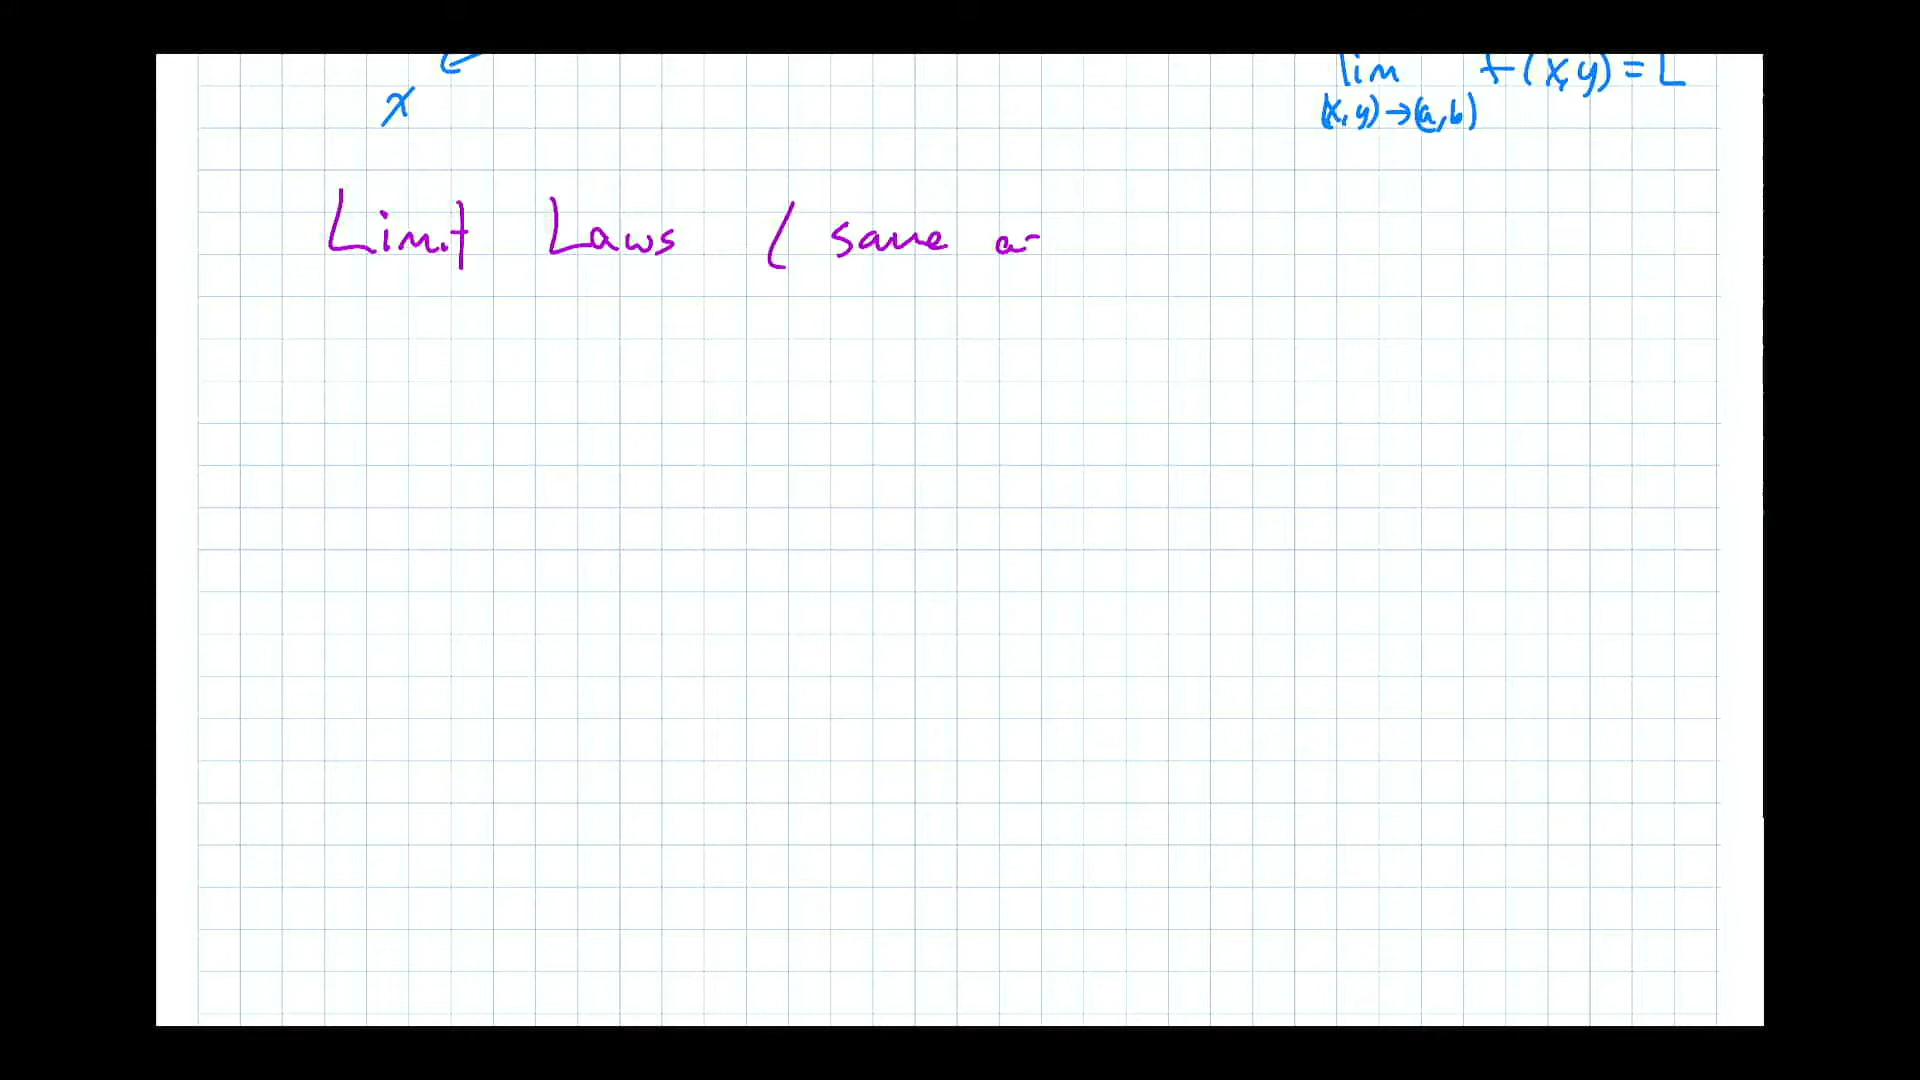 x
lim f(x,y) = L
(x,y)→(a,b)
Limit Laws ( same a